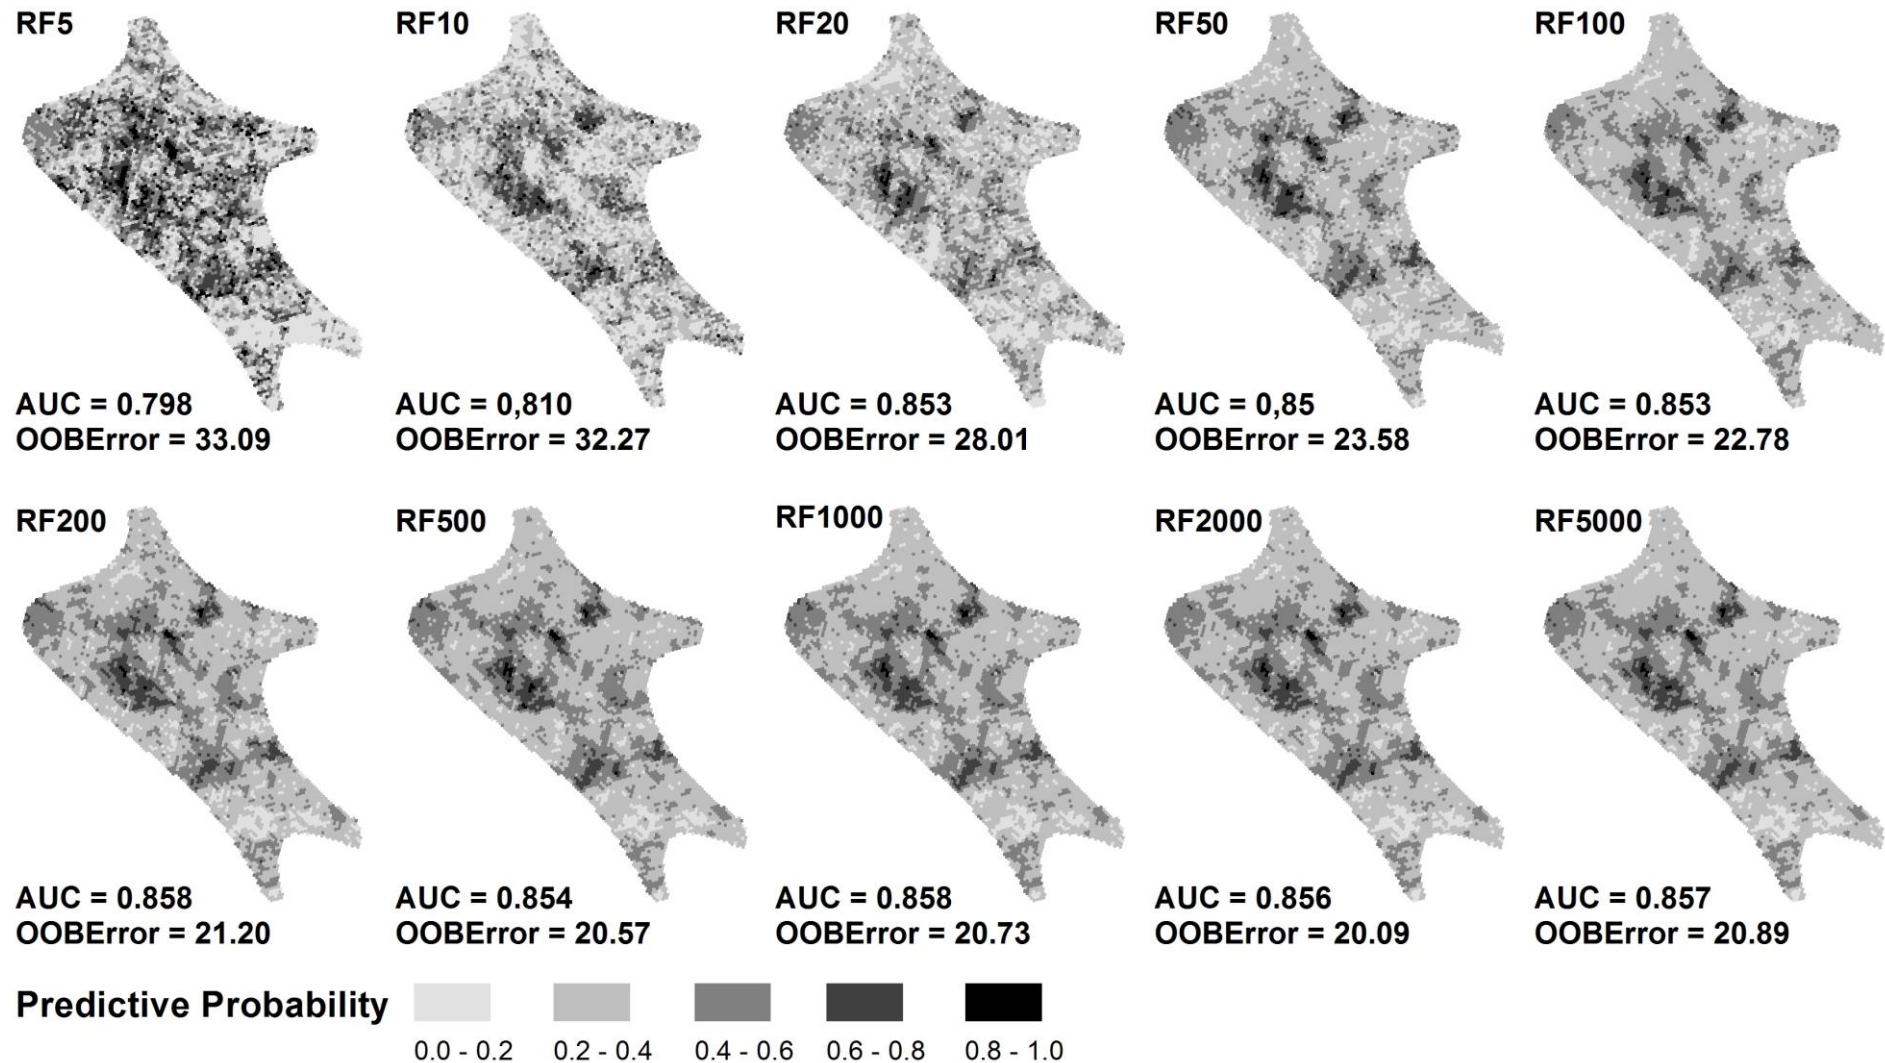 RF5
RF10
RF20
RF50
RF100
AUC = 0.798
OOBError = 33.09
AUC = 0,810
OOBError = 32.27
AUC = 0.853
OOBError = 28.01
AUC = 0,85
OOBError = 23.58
AUC = 0.853
OOBError = 22.78
RF200
RF500
RF1000
RF2000
RF5000
AUC = 0.858
OOBError = 21.20
AUC = 0.854
OOBError = 20.57
AUC = 0.858
OOBError = 20.73
AUC = 0.856
OOBError = 20.09
AUC = 0.857
OOBError = 20.89
Predictive Probability
0.0 - 0.2
0.2 - 0.4
0.4 - 0.6
0.6 - 0.8
0.8 - 1.0